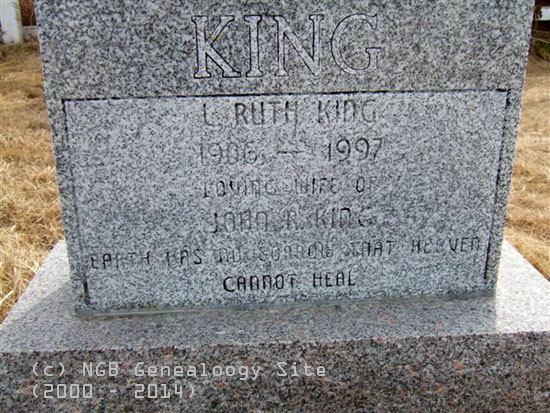 KING
L. RUTH KING
1906 — 1997
LOVING WIFE OF
JOHN R. KING
EARTH HAS NO SORROW THAT HEAVEN
CANNOT HEAL
(c) NGB Genealoogy Site
(2000 - 2014)